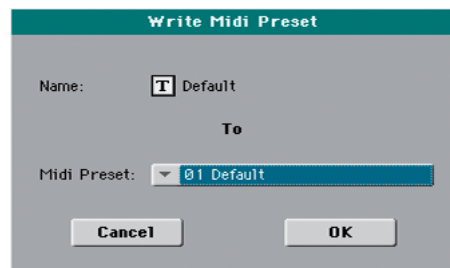 Write Midi Preset
Name: T Default
To
Midi Preset: 01 Default
Cancel OK